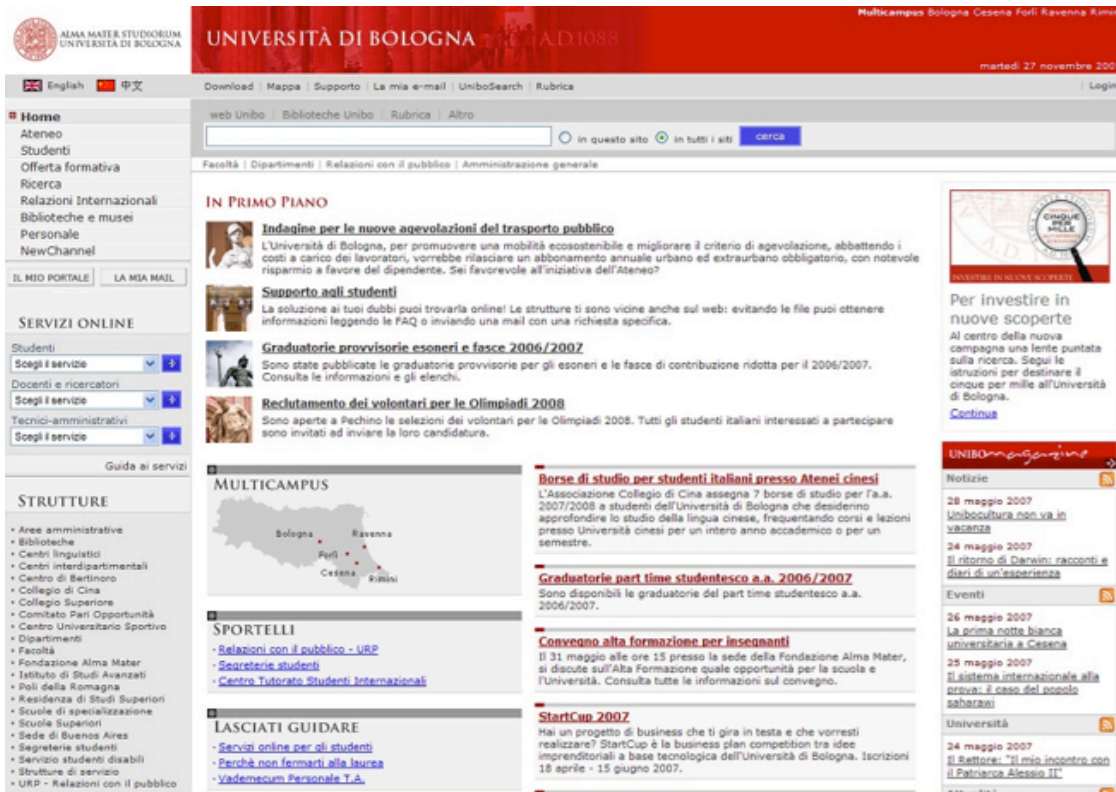 ALMA MATER STUDIORUM
UNIVERSITÀ DI BOLOGNA
UNIVERSITÀ DI BOLOGNA
A.D.1088
Multicampus Bologna Cesena Forlì Ravenna Rimin
martedì 27 novembre 200
English 中文
Download | Mappa | Supporto | La mia e-mail | UniboSearch | Rubrica
Login
Home
Ateneo
Studenti
Offerta formativa
Ricerca
Relazioni Internazionali
Biblioteche e musei
Personale
NewChannel
IL MIO PORTALE LA MIA MAIL
SERVIZI ONLINE
Studenti
Scegli il servizio
Docenti e ricercatori
Scegli il servizio
Tecnici-amministrativi
Scegli il servizio
Guida ai servizi
STRUTTURE
• Aree amministrative
• Biblioteche
• Centri linguistici
• Centri interdipartimentali
• Centro di Bertinoro
• Collegio di Cina
• Collegio Superiore
• Comitato Pari Opportunità
• Centro Universitario Sportivo
• Dipartimenti
• Facoltà
• Fondazione Alma Mater
• Istituto di Studi Avanzati
• Poli della Romagna
• Residenza di Studi Superiori
• Scuole di specializzazione
• Scuole Superiori
• Sede di Buenos Aires
• Segreterie studenti
• Servizio studenti disabili
• Strutture di servizio
• URP - Relazioni con il pubblico
web Unibo | Biblioteche Unibo | Rubrica | Altro
in questo sito in tutti i siti cerca
Facoltà | Dipartimenti | Relazioni con il pubblico | Amministrazione generale
IN PRIMO PIANO
Indagine per le nuove agevolazioni del trasporto pubblico
L'Università di Bologna, per promuovere una mobilità ecosostenibile e migliorare il criterio di agevolazione, abbattendo i
costi a carico dei lavoratori, vorrebbe rilasciare un abbonamento annuale urbano ed extraurbano obbligatorio, con notevole
risparmio a favore del dipendente. Sei favorevole all'iniziativa dell'Ateneo?
Supporto agli studenti
La soluzione ai tuoi dubbi puoi trovarla online! Le strutture ti sono vicine anche sul web: evitando le file puoi ottenere
informazioni leggendo le FAQ o inviando una mail con una richiesta specifica.
Graduatorie provvisorie esoneri e fasce 2006/2007
Sono state pubblicate le graduatorie provvisorie per gli esoneri e le fasce di contribuzione ridotta per il 2006/2007.
Consulta le informazioni e gli elenchi.
Reclutamento dei volontari per le Olimpiadi 2008
Sono aperte a Pechino le selezioni dei volontari per le Olimpiadi 2008. Tutti gli studenti italiani interessati a partecipare
sono invitati ad inviare la loro candidatura.
MULTICAMPUS
Bologna
Ravenna
Forlì
Cesena
Rimini
SPORTELLI
- Relazioni con il pubblico - URP
- Segreterie studenti
- Centro Tutorato Studenti Internazionali
LASCIATI GUIDARE
- Servizi online per gli studenti
- Perchè non fermarti alla laurea
- Vademecum Personale T.A.
Borse di studio per studenti italiani presso Atenei cinesi
L'Associazione Collegio di Cina assegna 7 borse di studio per l'a.a.
2007/2008 a studenti dell'Università di Bologna che desiderino
approfondire lo studio della lingua cinese, frequentando corsi e lezioni
presso Università cinesi per un intero anno accademico o per un
semestre.
Graduatorie part time studentesco a.a. 2006/2007
Sono disponibili le graduatorie del part time studentesco a.a.
2006/2007.
Convegno alta formazione per insegnanti
Il 31 maggio alle ore 15 presso la sede della Fondazione Alma Mater,
si discute sull'Alta Formazione quale opportunità per la scuola e
l'Università. Consulta tutte le informazioni sul convegno.
StartCup 2007
Hai un progetto di business che ti gira in testa e che vorresti
realizzare? StartCup è la business plan competition tra idee
imprenditoriali a base tecnologica dell'Università di Bologna. Iscrizioni
18 aprile - 15 giugno 2007.
CINQUE
PER
MILLE
INVESTIRE IN NUOVE SCOPERTE
Per investire in
nuove scoperte
Al centro della nuova
campagna una lente puntata
sulla ricerca. Segui le
istruzioni per destinare il
cinque per mille all'Università
di Bologna.
Continua
UNIBO magazine
Notizie
28 maggio 2007
Unibocultura non va in
vacanza
24 maggio 2007
Il ritorno di Darwin: racconti e
diari di un'esperienza
Eventi
26 maggio 2007
La prima notte bianca
universitaria a Cesena
25 maggio 2007
Il sistema internazionale alla
prova: il caso del popolo
saharawi
Università
24 maggio 2007
Il Rettore: "Il mio incontro con
il Patriarca Alessio II"